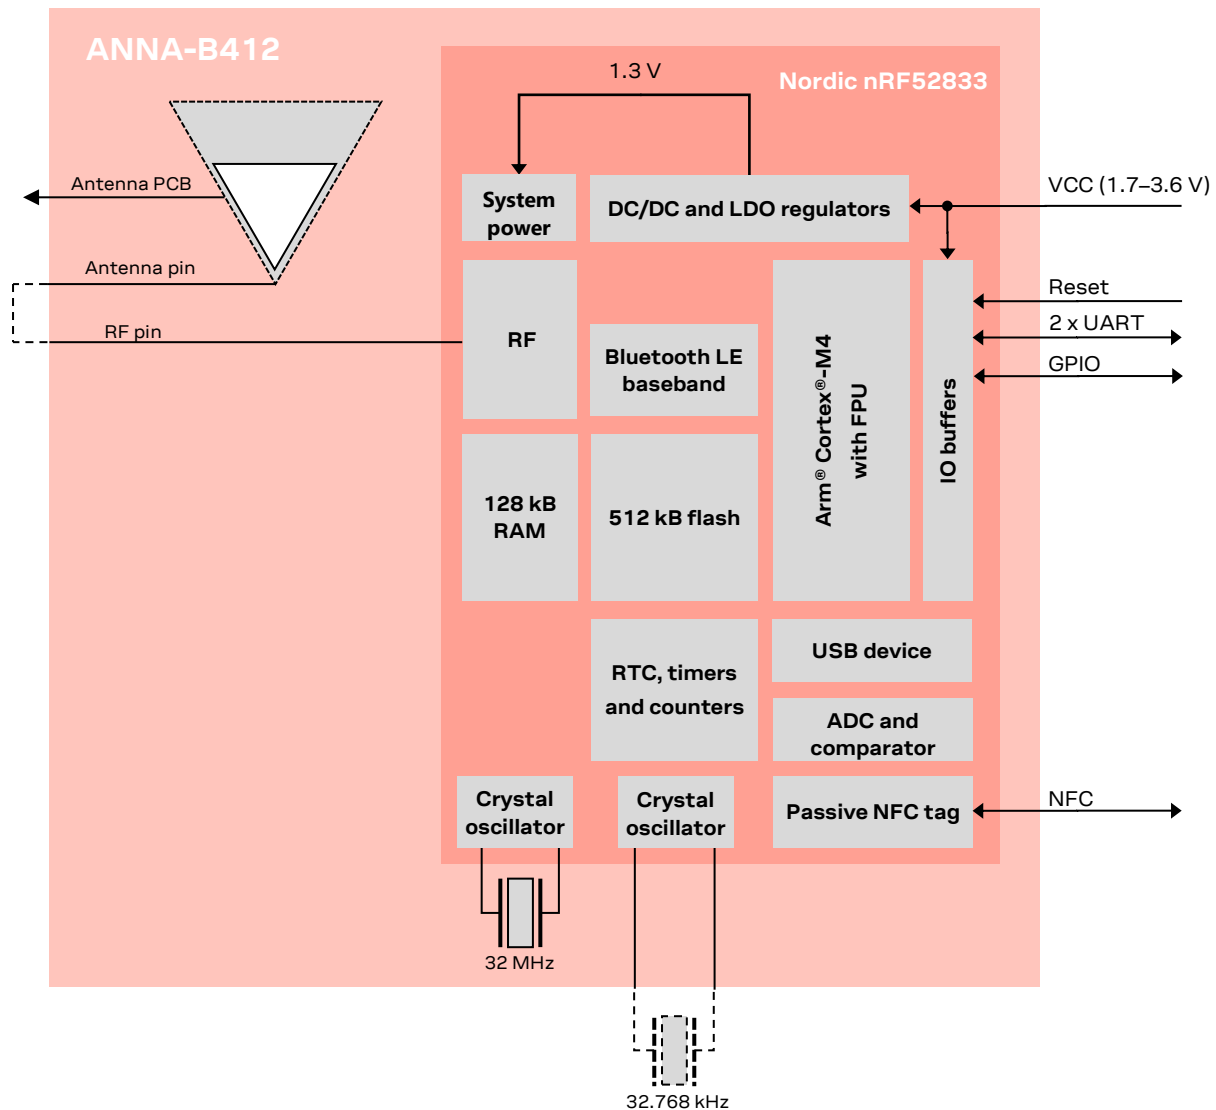 ANNA-B412
Nordic nRF52833
1.3 V
Antenna PCB
Antenna pin
RF pin
System
power
DC/DC and LDO regulators
VCC (1.7–3.6 V)
Reset
2 x UART
GPIO
RF
Bluetooth LE
baseband
Arm® Cortex®-M4
with FPU
IO buffers
128 kB
RAM
512 kB flash
RTC, timers
and counters
USB device
ADC and
comparator
Crystal
oscillator
Crystal
oscillator
Passive NFC tag
NFC
32 MHz
32.768 kHz